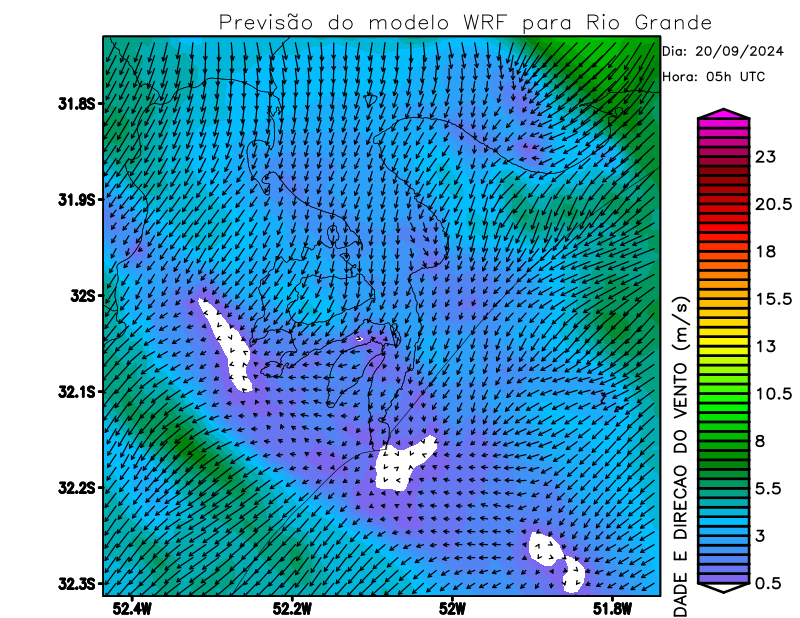 Previsão do modelo WRF para Rio Grande
Dia: 20/09/2024
Hora: 05h UTC
31.8S
31.9S
32S
32.1S
32.2S
32.3S
52.4W
52.2W
52W
51.8W
23
20.5
18
15.5
13
10.5
8
5.5
3
0.5
DADE E DIRECAO DO VENTO (m/s)